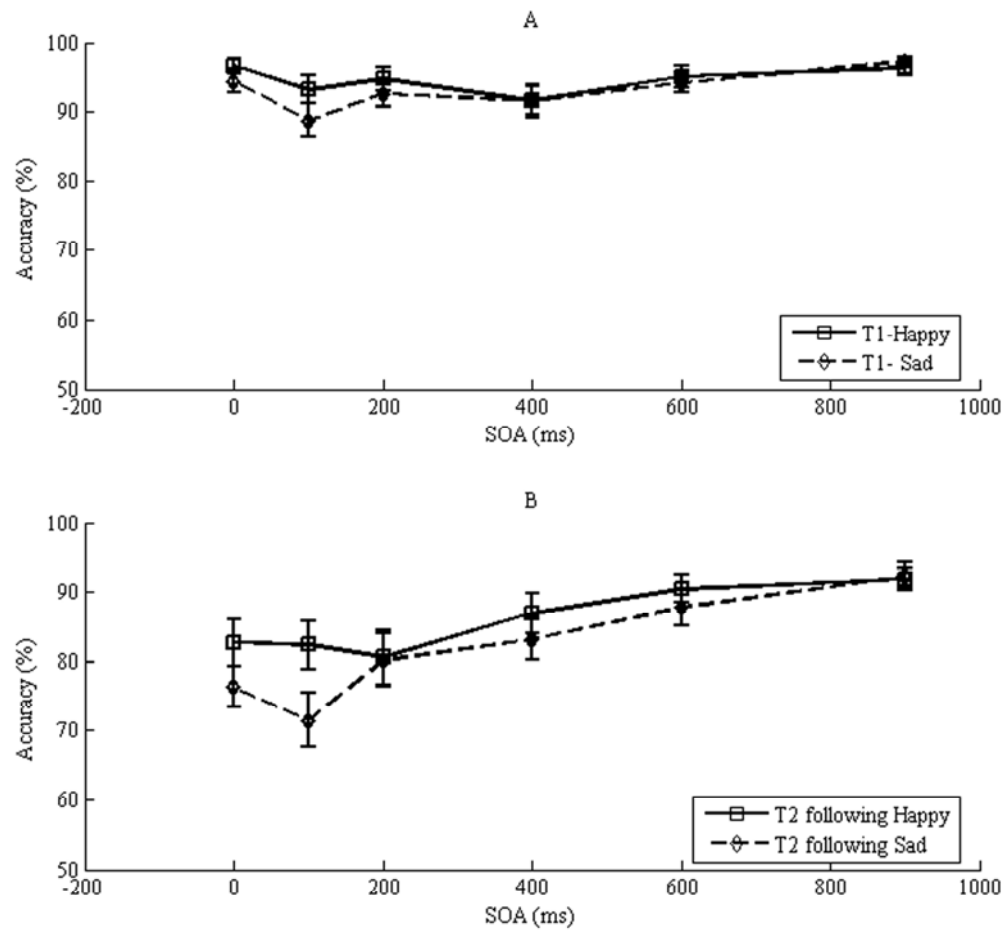 A
100
90
80
70
60
50
Accuracy (%)
-200 0 200 400 600 800 1000
SOA (ms)
T1-Happy
T1- Sad
B
100
90
80
70
60
50
Accuracy (%)
-200 0 200 400 600 800 1000
SOA (ms)
T2 following Happy
T2 following Sad